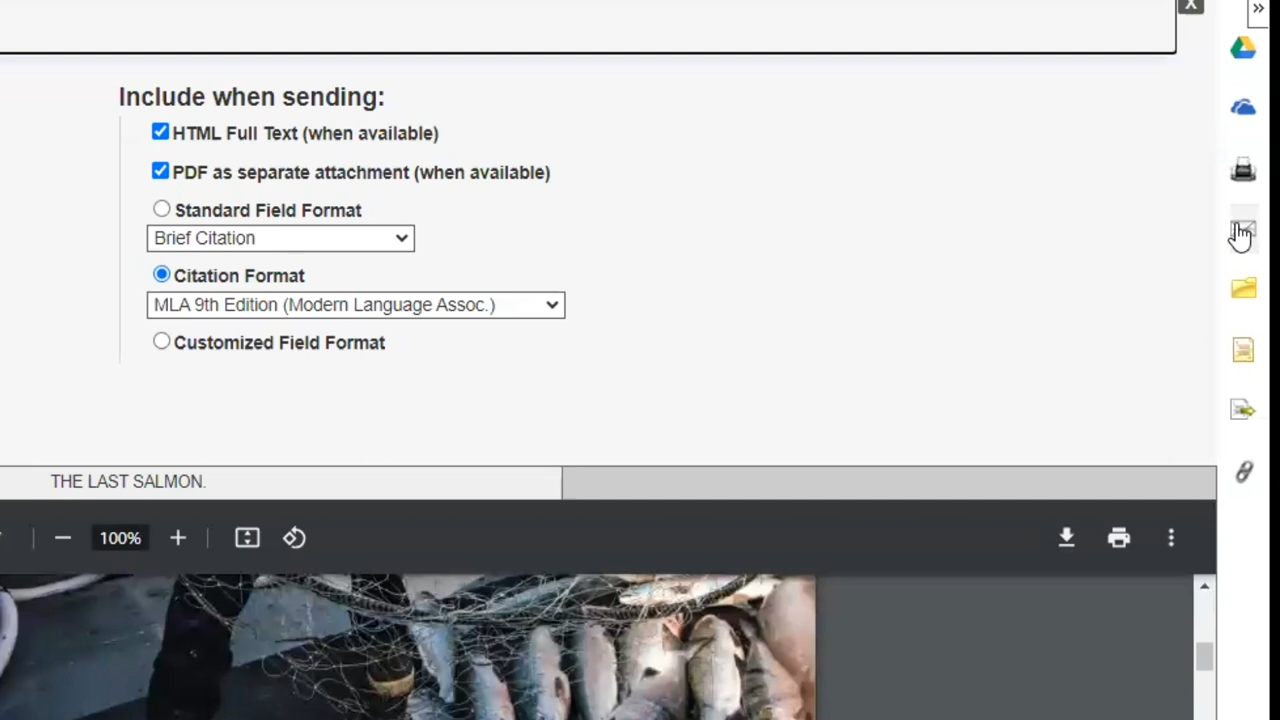 X
»
Include when sending:
HTML Full Text (when available)
PDF as separate attachment (when available)
Standard Field Format
Brief Citation
Citation Format
MLA 9th Edition (Modern Language Assoc.)
Customized Field Format
THE LAST SALMON.
100%